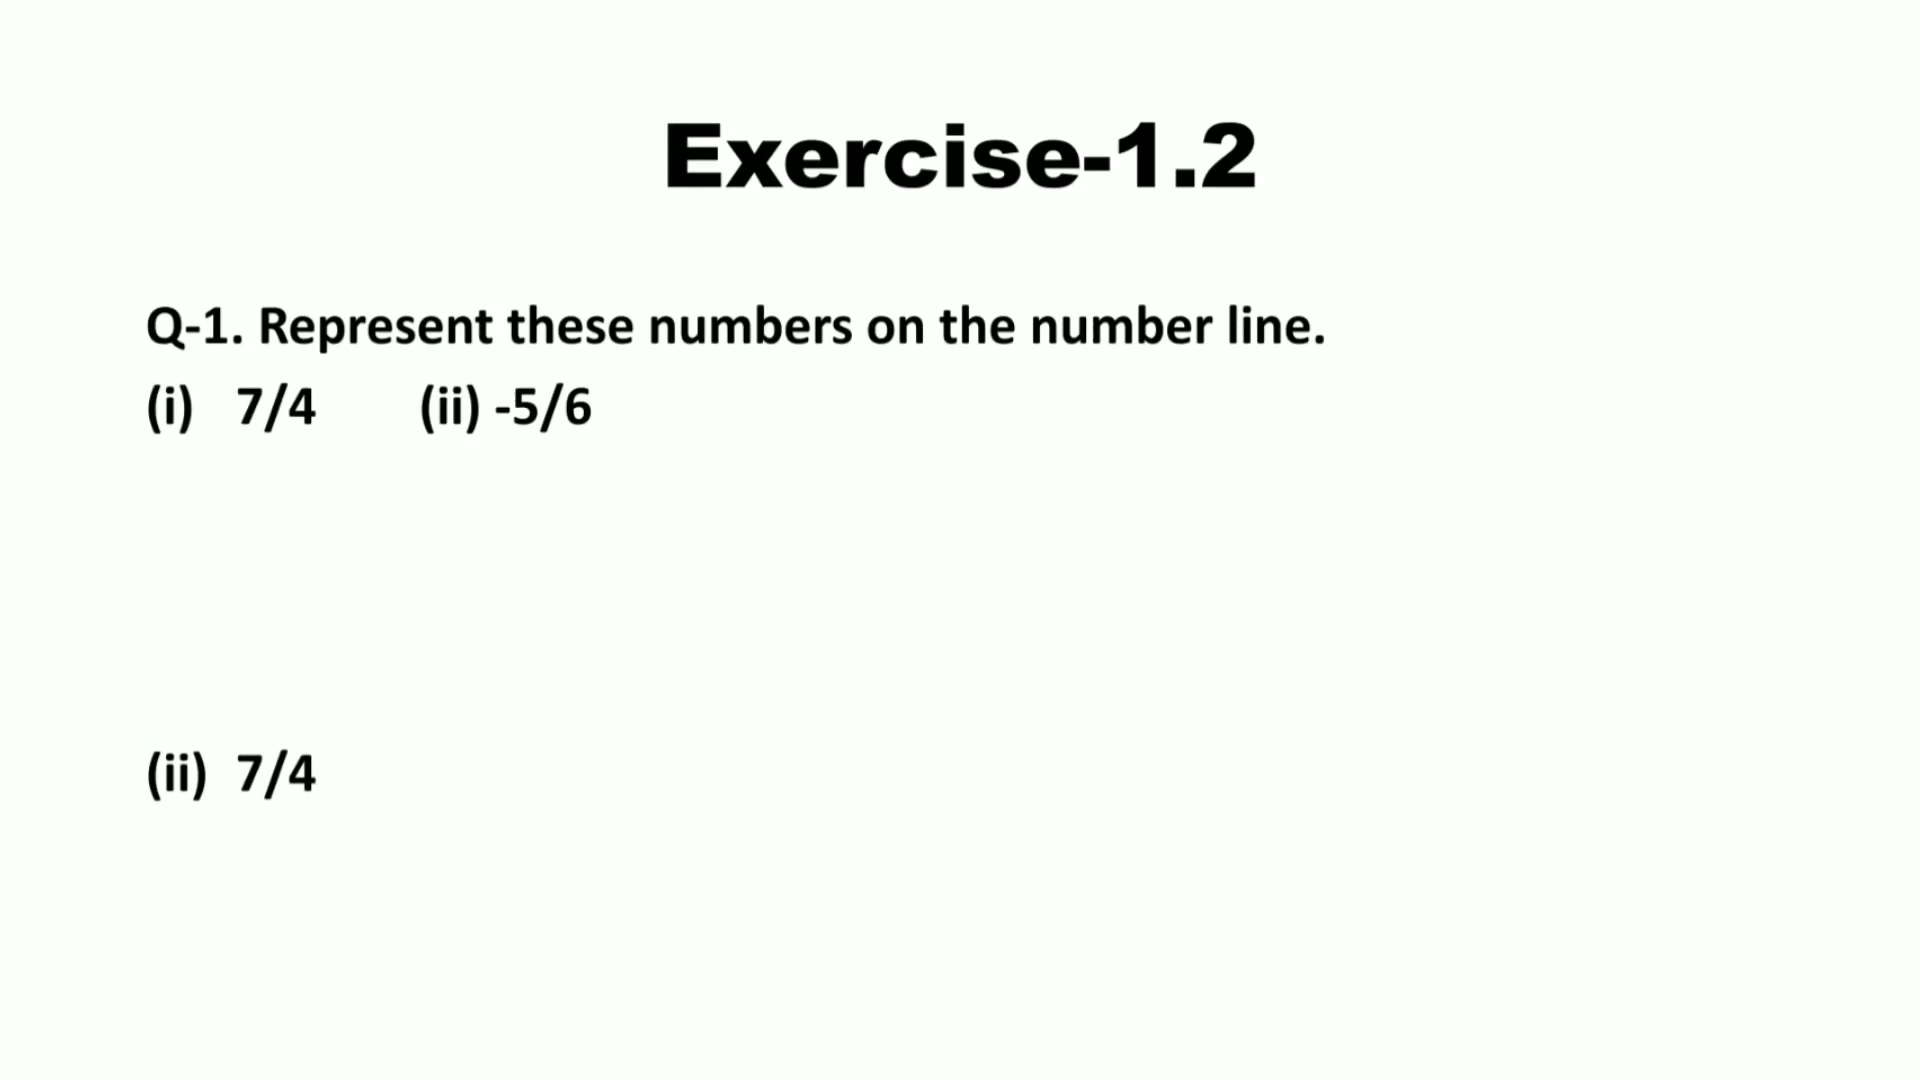 Exercise-1.2
Q-1. Represent these numbers on the number line.
(i) 7/4 (ii) -5/6
(ii) 7/4